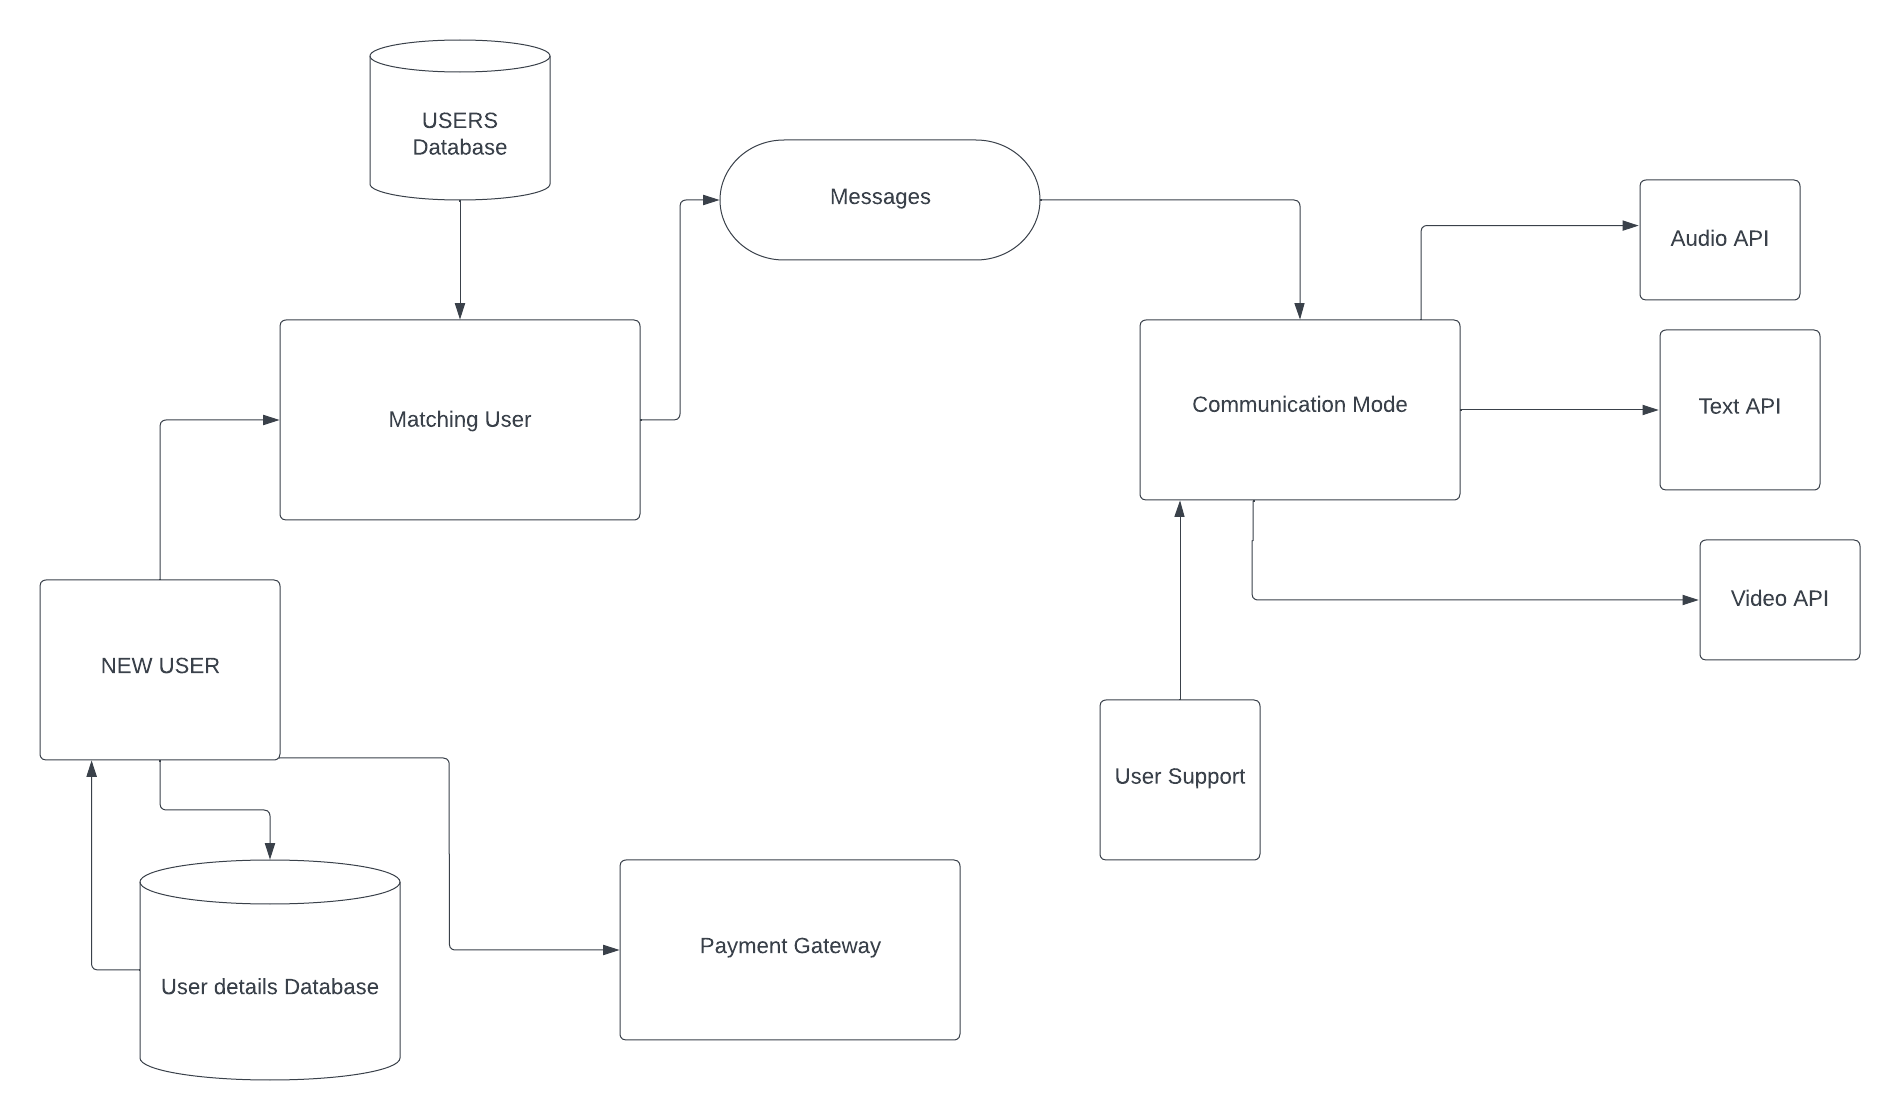 USERS
Database
Messages
Audio API
Matching User
Communication Mode
Text API
Video API
NEW USER
User Support
Payment Gateway
User details Database